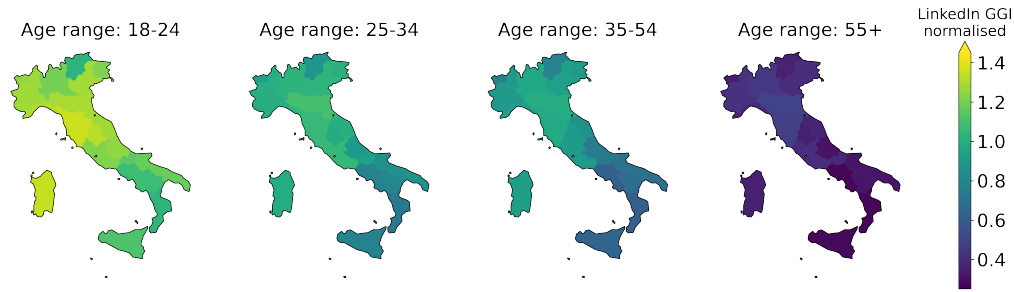 Age range: 18-24
Age range: 25-34
Age range: 35-54
Age range: 55+
LinkedIn GGI
normalised
1.4
1.2
1.0
0.8
0.6
0.4